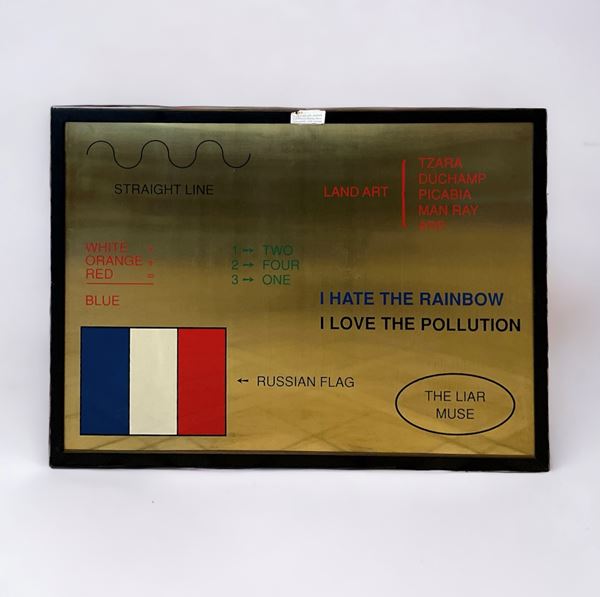 STRAIGHT LINE
LAND ART
TZARA
DUCHAMP
PICABIA
MAN RAY
WHITE +
ORANGE +
RED =
BLUE
1 → TWO
2 → FOUR
3 → ONE
I HATE THE RAINBOW
I LOVE THE POLLUTION
← RUSSIAN FLAG
THE LIAR
MUSE